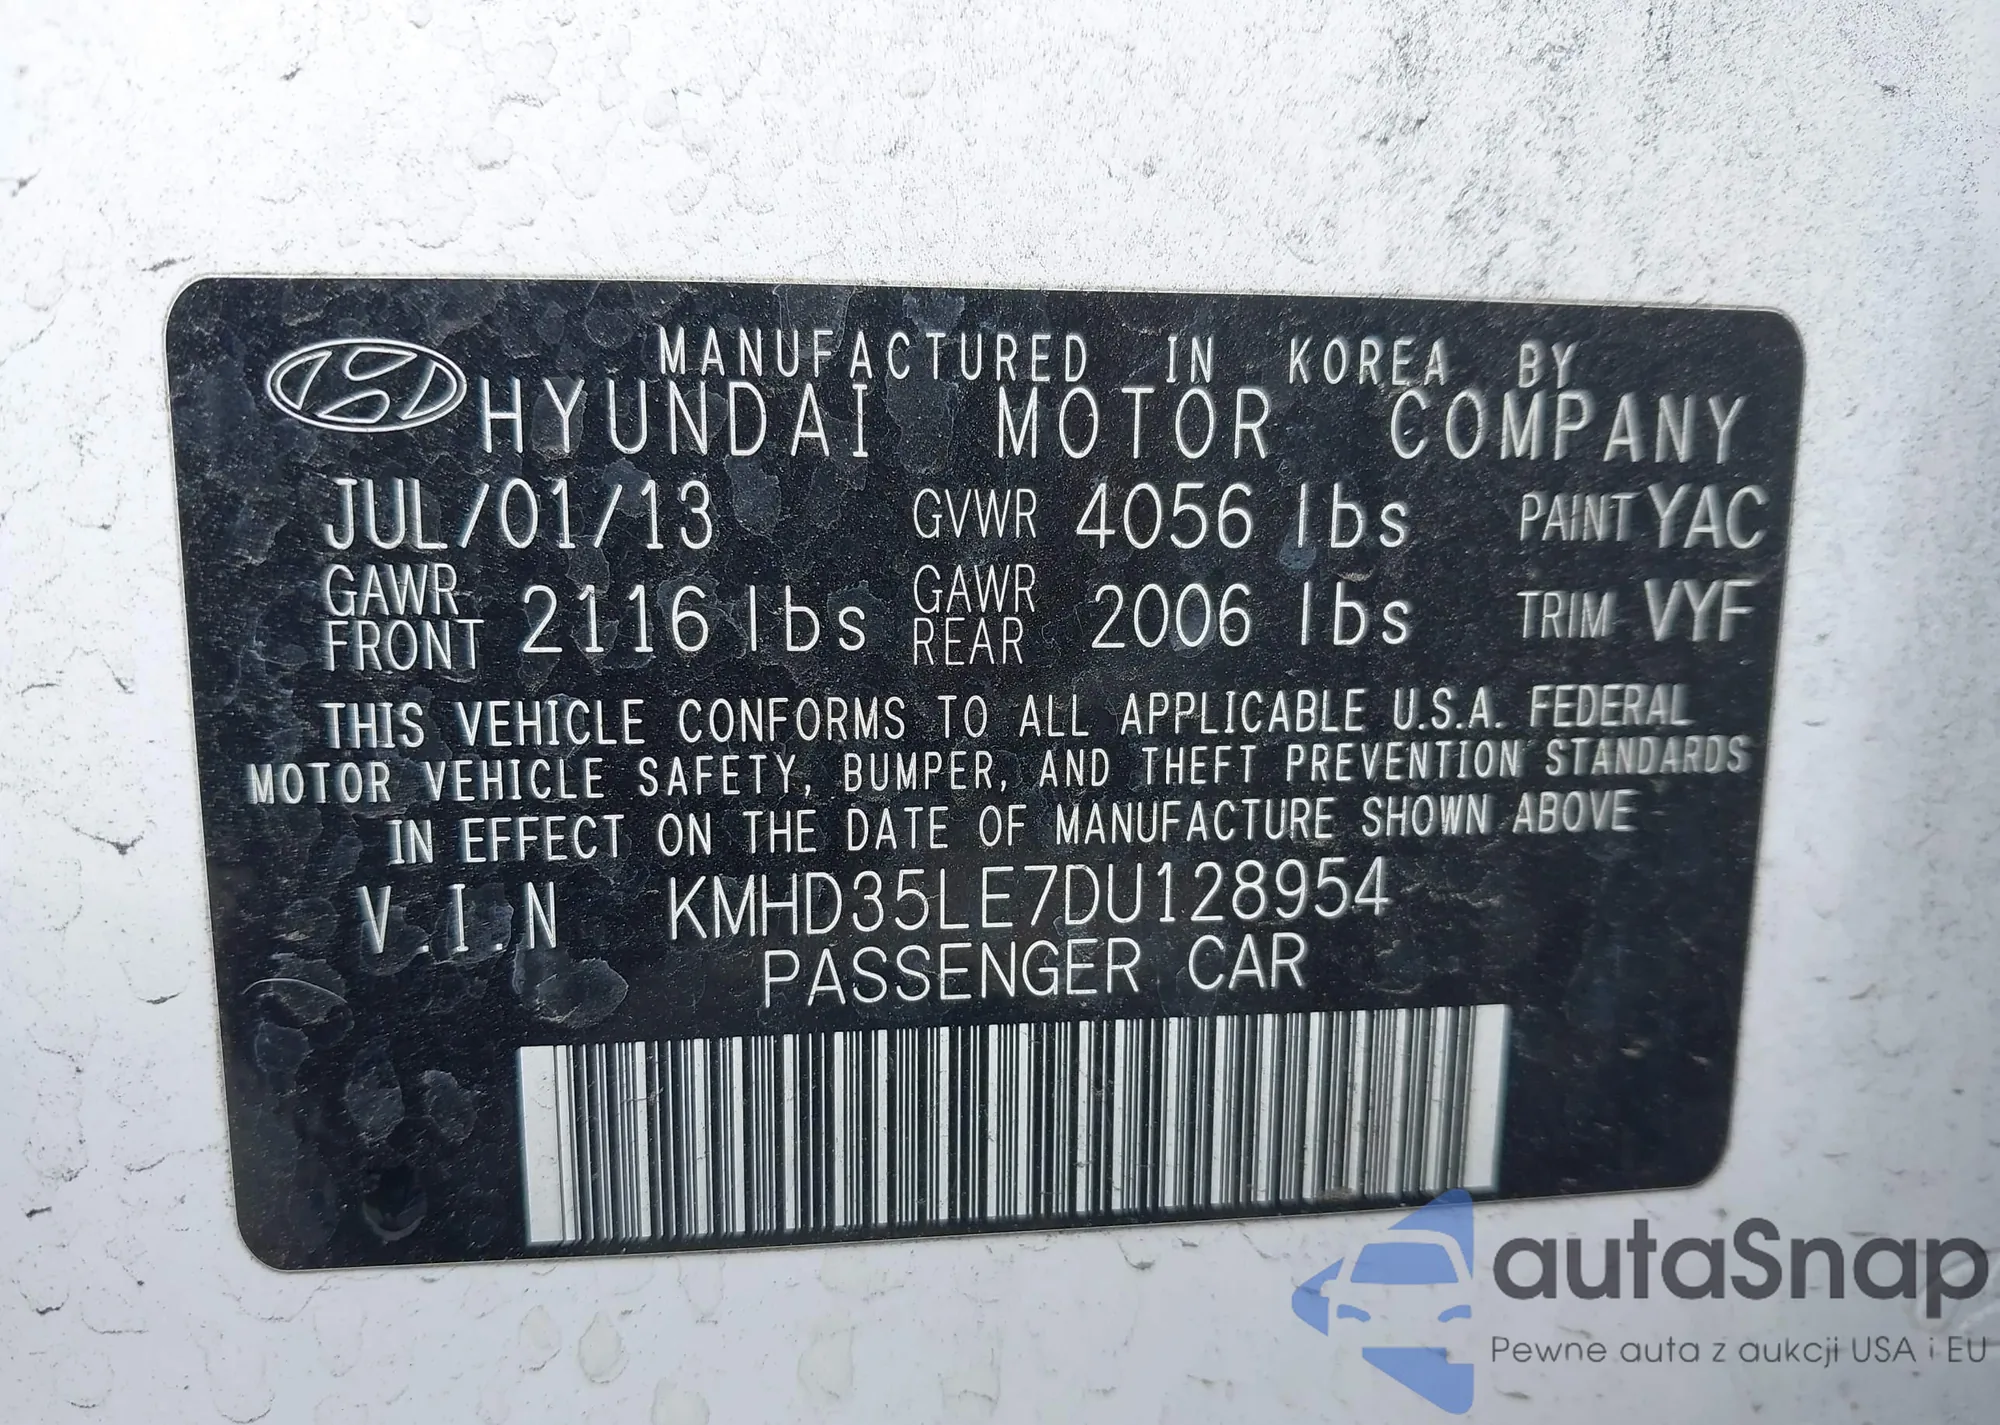 MANUFACTURED IN KOREA BY
HYUNDAI MOTOR COMPANY
JUL/01/13 GVWR 4056 lbs PAINT YAC
GAWR FRONT 2116 lbs GAWR REAR 2006 lbs TRIM VYF
THIS VEHICLE CONFORMS TO ALL APPLICABLE U.S.A. FEDERAL
MOTOR VEHICLE SAFETY, BUMPER, AND THEFT PREVENTION STANDARDS
IN EFFECT ON THE DATE OF MANUFACTURE SHOWN ABOVE
V.I.N KMHD35LE7DU128954
PASSENGER CAR
autaSnap
Pewne auta z aukcji USA i EU